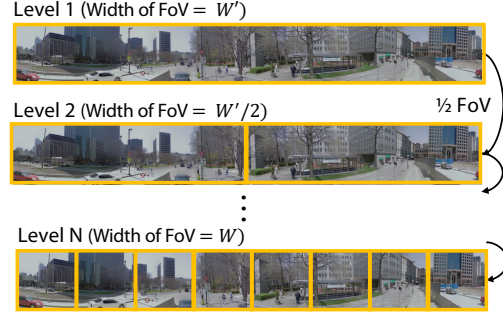 Level 1 (Width of FoV = W')
½ FoV
Level 2 (Width of FoV = W'/2)
Level N (Width of FoV = W)